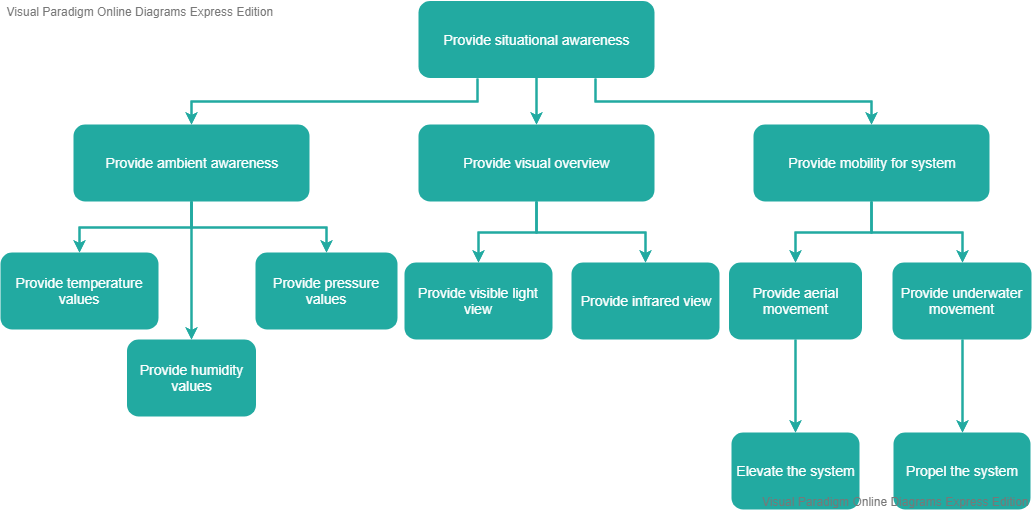 Visual Paradigm Online Diagrams Express Edition
Provide situational awareness
Provide ambient awareness
Provide visual overview
Provide mobility for system
Provide temperature
values
Provide pressure
values
Provide visible light
view
Provide infrared view
Provide aerial
movement
Provide underwater
movement
Provide humidity
values
Elevate the system
Propel the system
Visual Paradigm Online Diagrams Express Edition